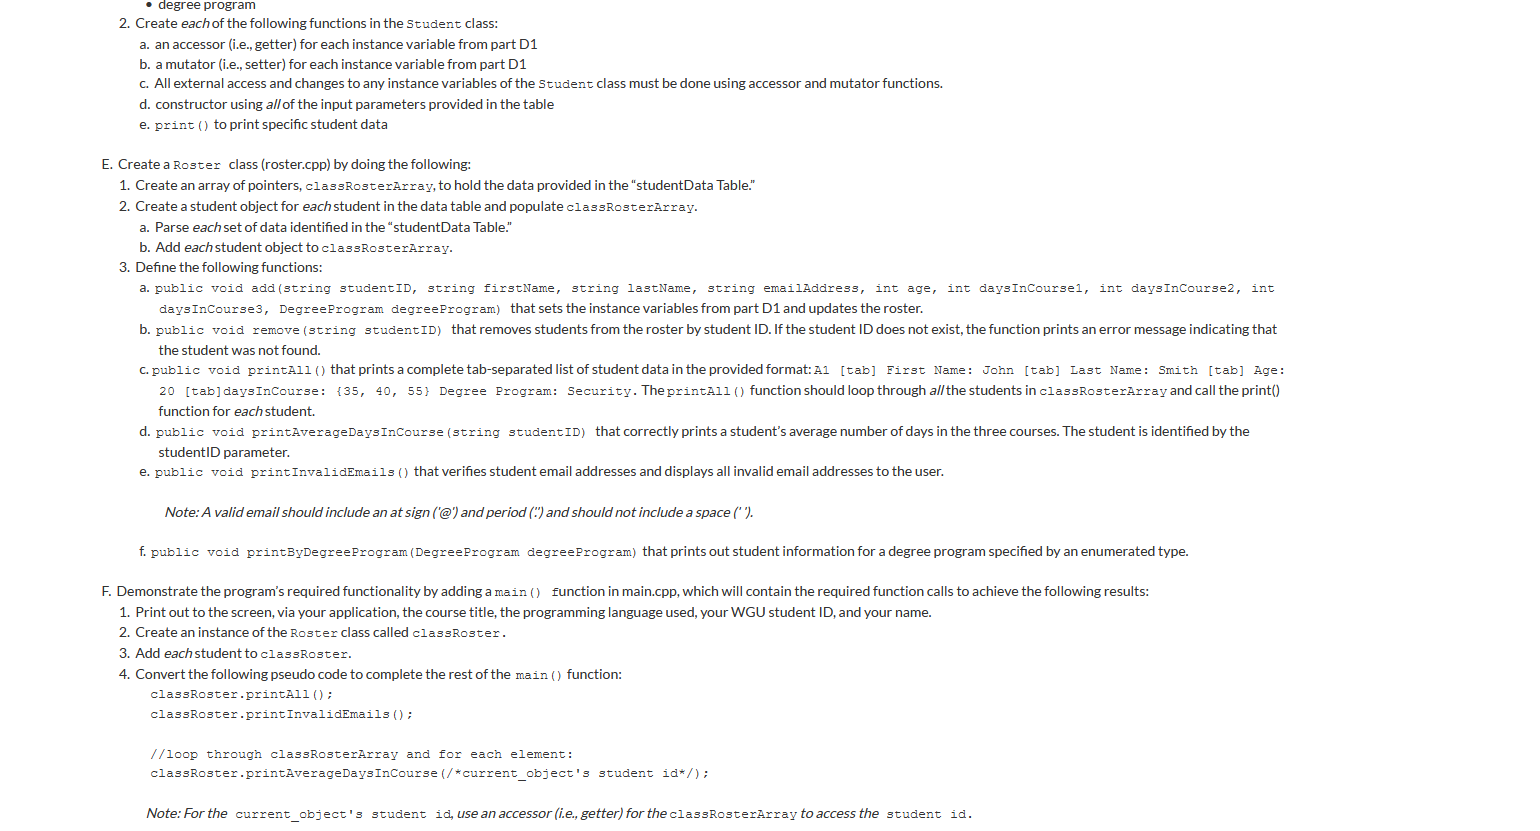 • degree program
2. Create each of the following functions in the Student class:
a. an accessor (i.e., getter) for each instance variable from part D1
b. a mutator (i.e., setter) for each instance variable from part D1
c. All external access and changes to any instance variables of the Student class must be done using accessor and mutator functions.
d. constructor using all of the input parameters provided in the table
e. print() to print specific student data
E. Create a Roster class (roster.cpp) by doing the following:
1. Create an array of pointers, classRosterArray, to hold the data provided in the “studentData Table.”
2. Create a student object for each student in the data table and populate classRosterArray.
a. Parse each set of data identified in the “studentData Table.”
b. Add each student object to classRosterArray.
3. Define the following functions:
a. public void add(string studentID, string firstName, string lastName, string emailAddress, int age, int daysInCourse1, int daysInCourse2, int
daysInCourse3, DegreeProgram degreeProgram) that sets the instance variables from part D1 and updates the roster.
b. public void remove(string studentID) that removes students from the roster by student ID. If the student ID does not exist, the function prints an error message indicating that
the student was not found.
c. public void printAll() that prints a complete tab-separated list of student data in the provided format: A1 [tab] First Name: John [tab] Last Name: Smith [tab] Age:
20 [tab]daysInCourse: {35, 40, 55} Degree Program: Security. The printAll() function should loop through all the students in classRosterArray and call the print()
function for each student.
d. public void printAverageDaysInCourse(string studentID) that correctly prints a student’s average number of days in the three courses. The student is identified by the
studentID parameter.
e. public void printInvalidEmails() that verifies student email addresses and displays all invalid email addresses to the user.
Note: A valid email should include an at sign ('@') and period ('.') and should not include a space (' ').
f. public void printByDegreeProgram(DegreeProgram degreeProgram) that prints out student information for a degree program specified by an enumerated type.
F. Demonstrate the program’s required functionality by adding a main() function in main.cpp, which will contain the required function calls to achieve the following results:
1. Print out to the screen, via your application, the course title, the programming language used, your WGU student ID, and your name.
2. Create an instance of the Roster class called classRoster.
3. Add each student to classRoster.
4. Convert the following pseudo code to complete the rest of the main() function:
classRoster.printAll();
classRoster.printInvalidEmails();
//loop through classRosterArray and for each element:
classRoster.printAverageDaysInCourse(/*current_object's student id*/);
Note: For the current_object's student id, use an accessor (i.e., getter) for the classRosterArray to access the student id.